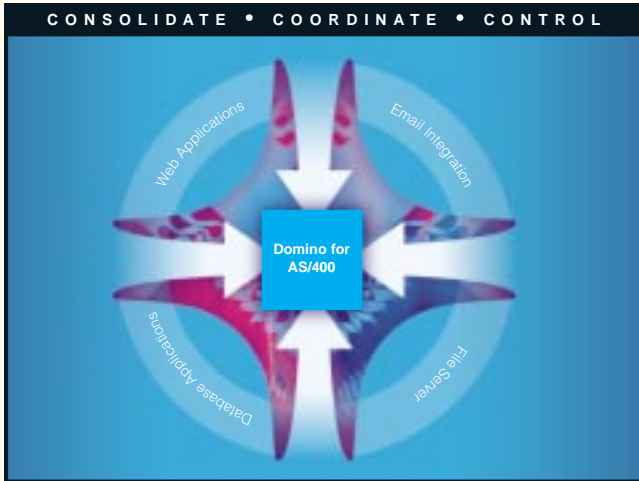 CONSOLIDATE • COORDINATE • CONTROL
Web Applications
Email Integration
Domino for
AS/400
Database Applications
File Server